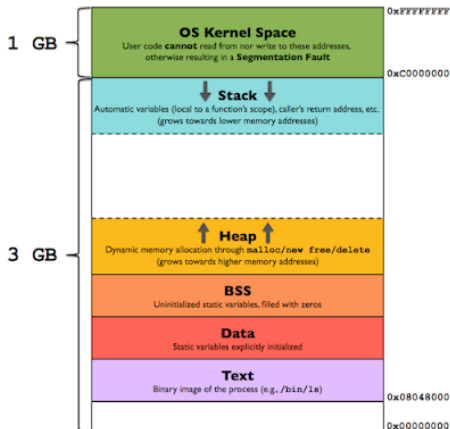 0xFFFFFFFF
1 GB
OS Kernel Space
User code cannot read from nor write to these addresses,
otherwise resulting in a Segmentation Fault
0xC0000000
Stack
Automatic variables (local to a function's scope), caller's return address, etc.
(grows towards lower memory addresses)
3 GB
Heap
Dynamic memory allocation through malloc/new free/delete
(grows towards higher memory addresses)
BSS
Uninitialized static variables, filled with zeros
Data
Static variables explicitly initialized
Text
Binary image of the process (e.g., /bin/ls)
0x08048000
0x00000000